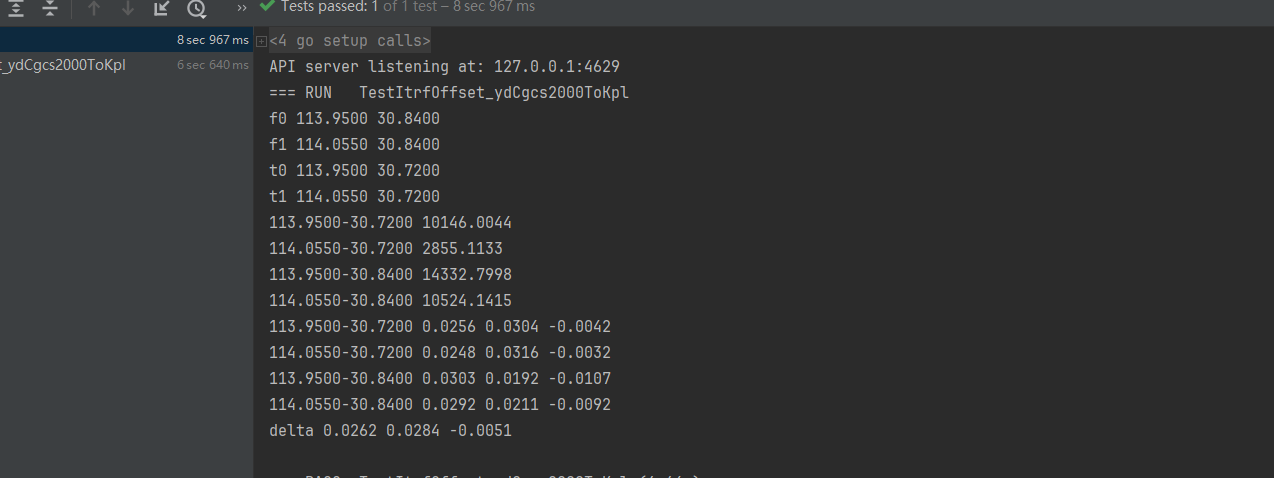 Tests passed: 1 of 1 test – 8 sec 967 ms
8 sec 967 ms
<4 go setup calls>
_ydCgcs2000ToKpl 6 sec 640 ms
API server listening at: 127.0.0.1:4629
=== RUN   TestItrfOffset_ydCgcs2000ToKpl
f0 113.9500 30.8400
f1 114.0550 30.8400
t0 113.9500 30.7200
t1 114.0550 30.7200
113.9500-30.7200 10146.0044
114.0550-30.7200 2855.1133
113.9500-30.8400 14332.7998
114.0550-30.8400 10524.1415
113.9500-30.7200 0.0256 0.0304 -0.0042
114.0550-30.7200 0.0248 0.0316 -0.0032
113.9500-30.8400 0.0303 0.0192 -0.0107
114.0550-30.8400 0.0292 0.0211 -0.0092
delta 0.0262 0.0284 -0.0051